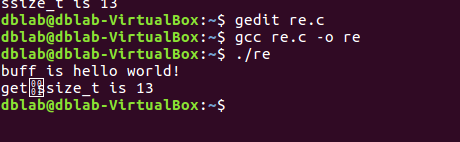 ssize_t is 13
dblab@dblab-VirtualBox:~$ gedit re.c
dblab@dblab-VirtualBox:~$ gcc re.c -o re
dblab@dblab-VirtualBox:~$ ./re
buff is hello world!
get ssize_t is 13
dblab@dblab-VirtualBox:~$